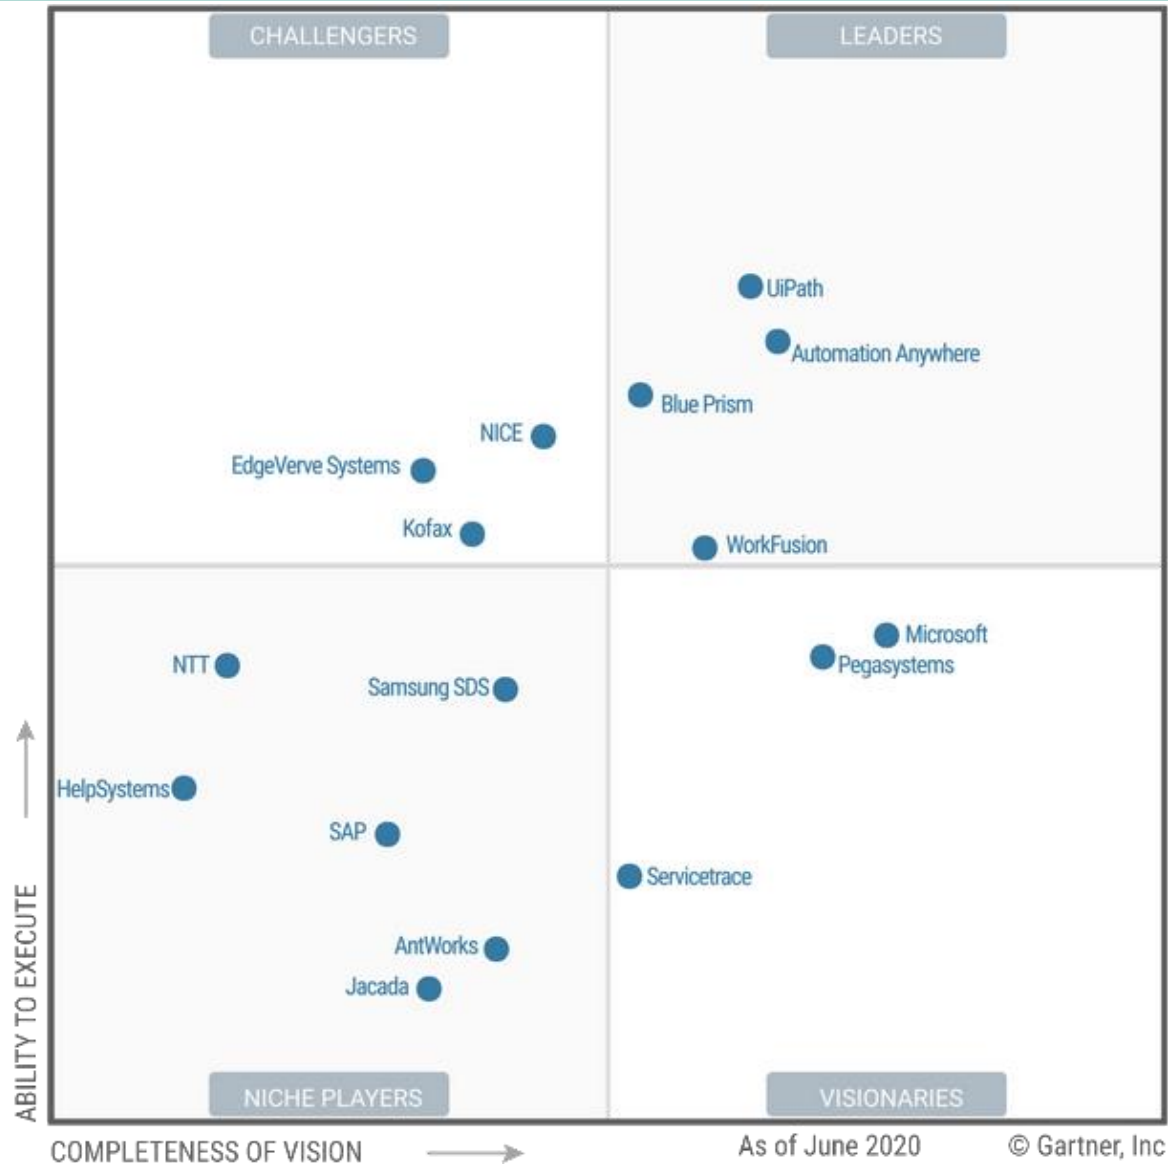 CHALLENGERS
LEADERS
UiPath
Automation Anywhere
Blue Prism
NICE
EdgeVerve Systems
Kofax
WorkFusion
Microsoft
Pegasystems
NTT
Samsung SDS
HelpSystems
SAP
Servicetrace
AntWorks
Jacada
NICHE PLAYERS
VISIONARIES
ABILITY TO EXECUTE
COMPLETENESS OF VISION
As of June 2020
© Gartner, Inc